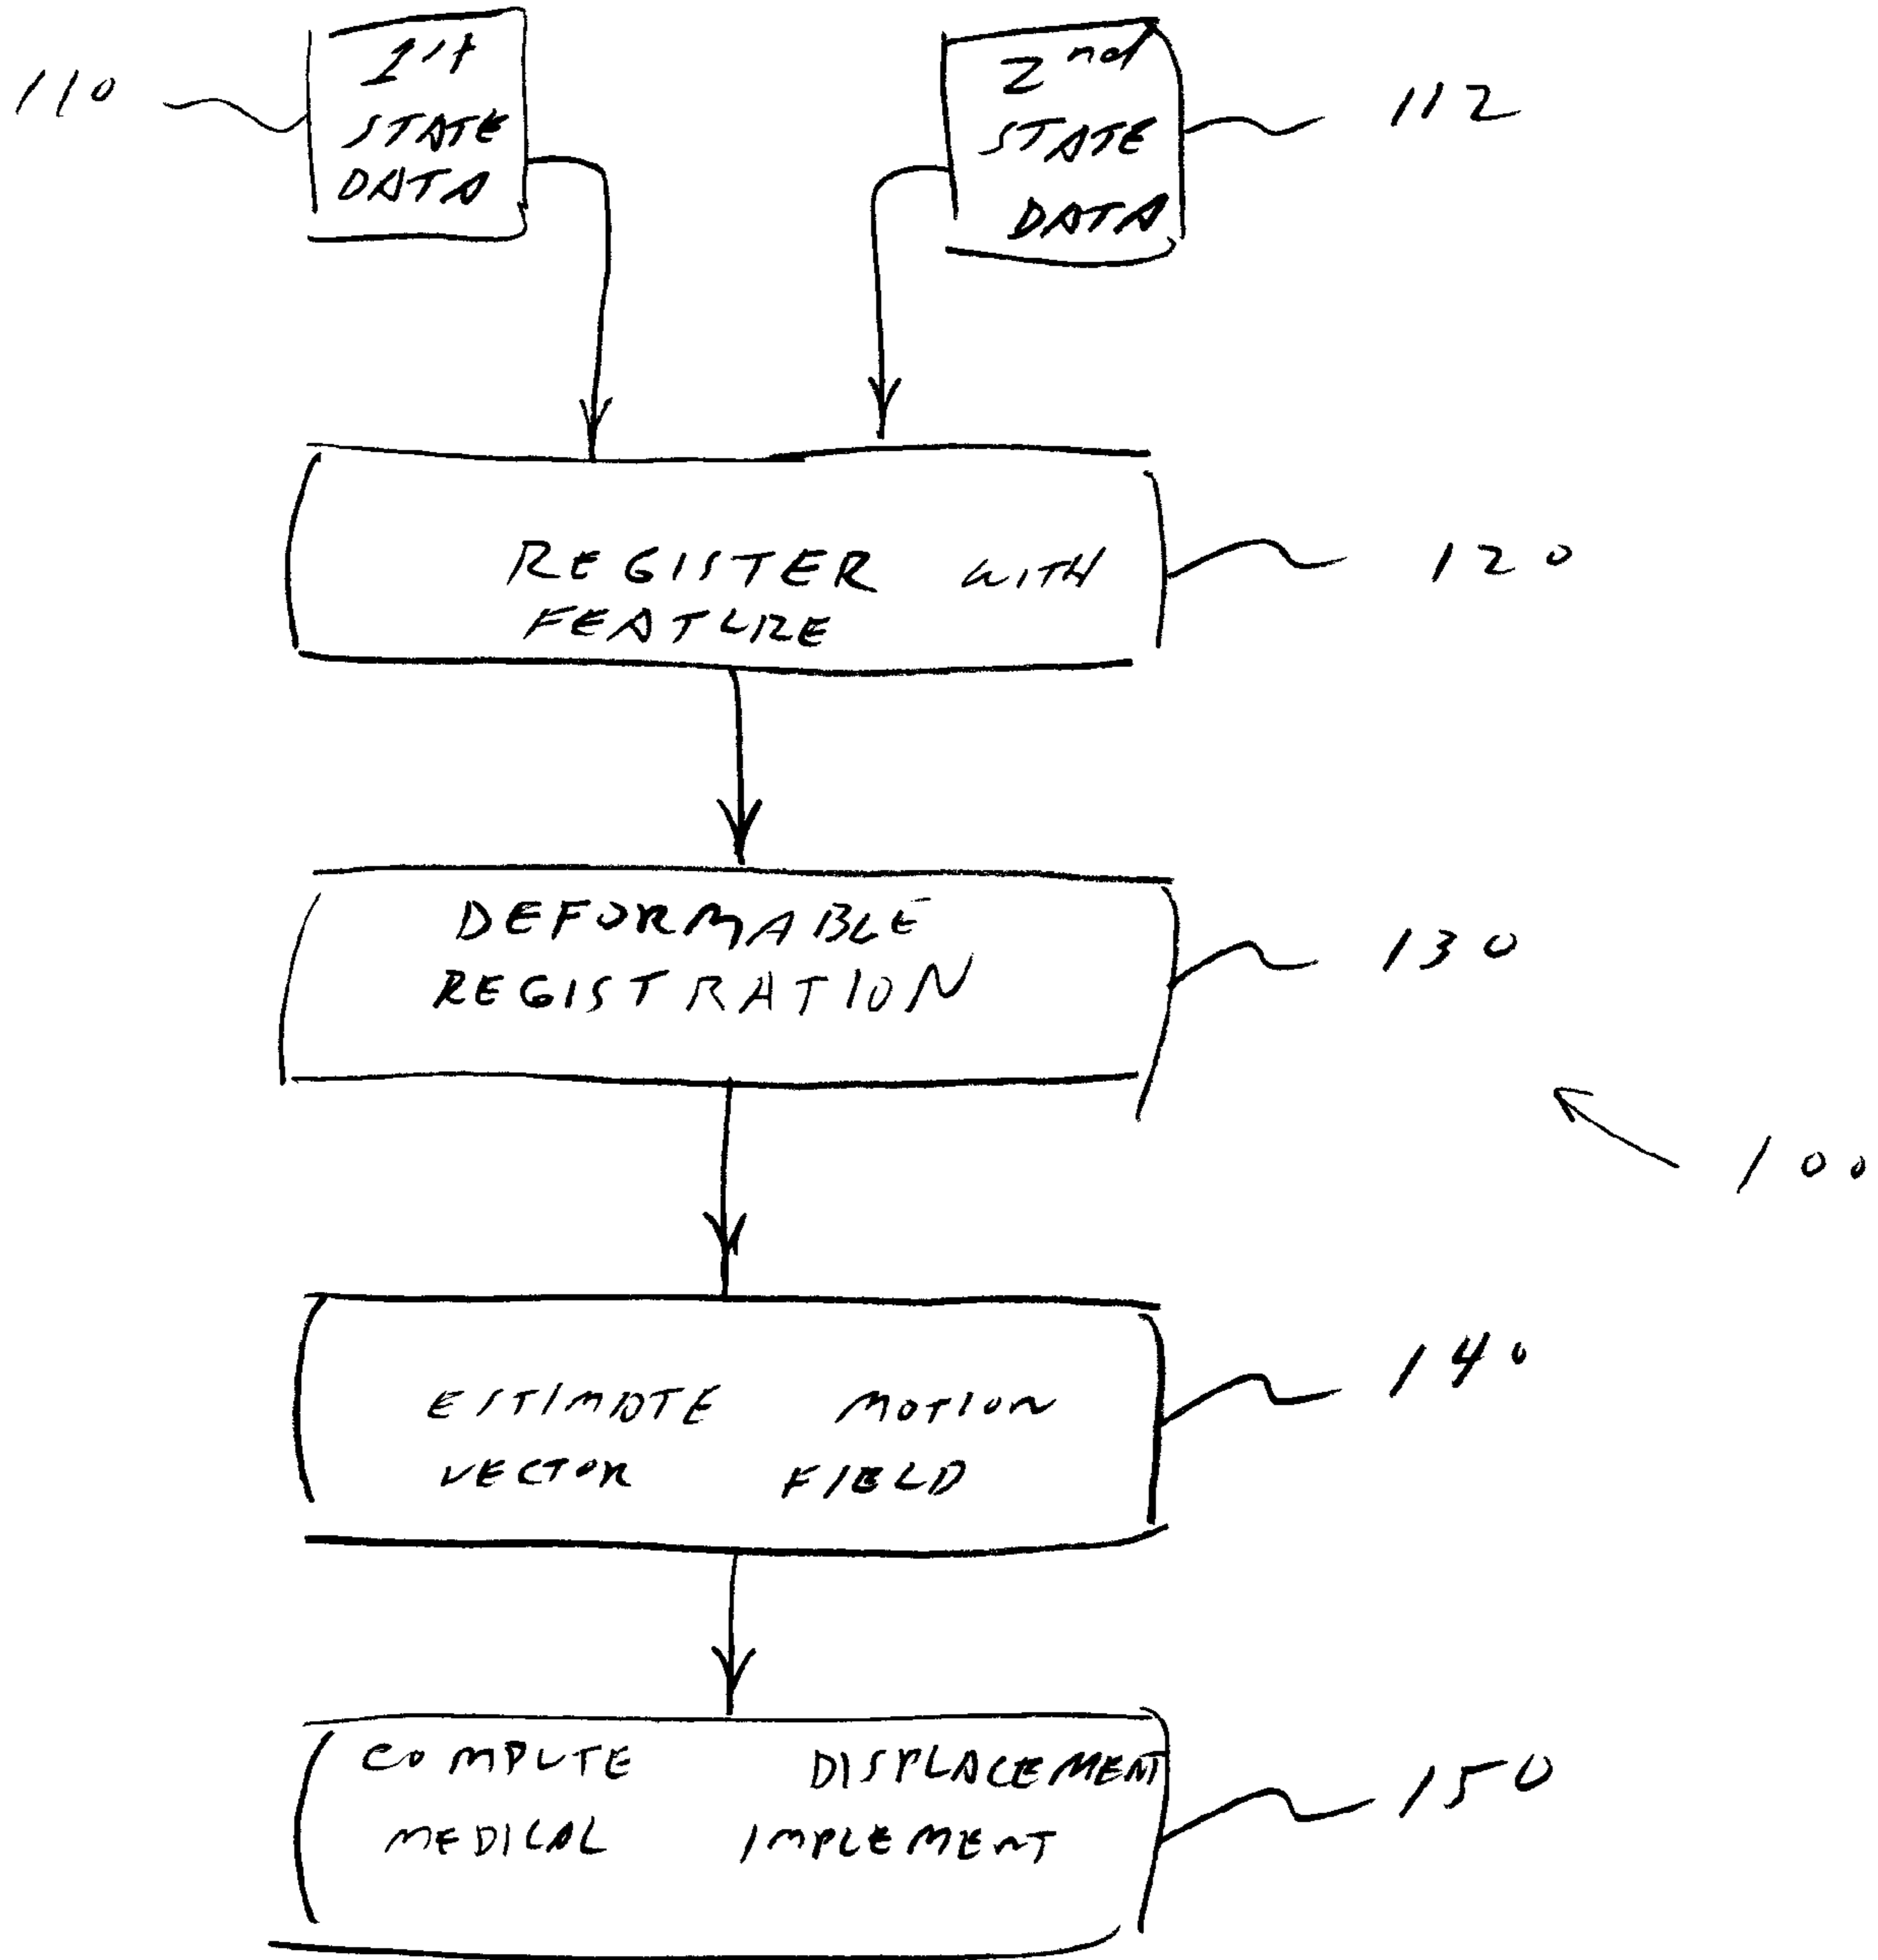 110
1st
STATE
DATA
2nd
STATE
DATA
112
REGISTER WITH
FEATURE
120
DEFORMABLE
REGISTRATION
130
100
ESTIMATE MOTION
VECTOR FIELD
140
COMPUTE DISPLACEMENT
MEDICAL IMPLEMENT
150